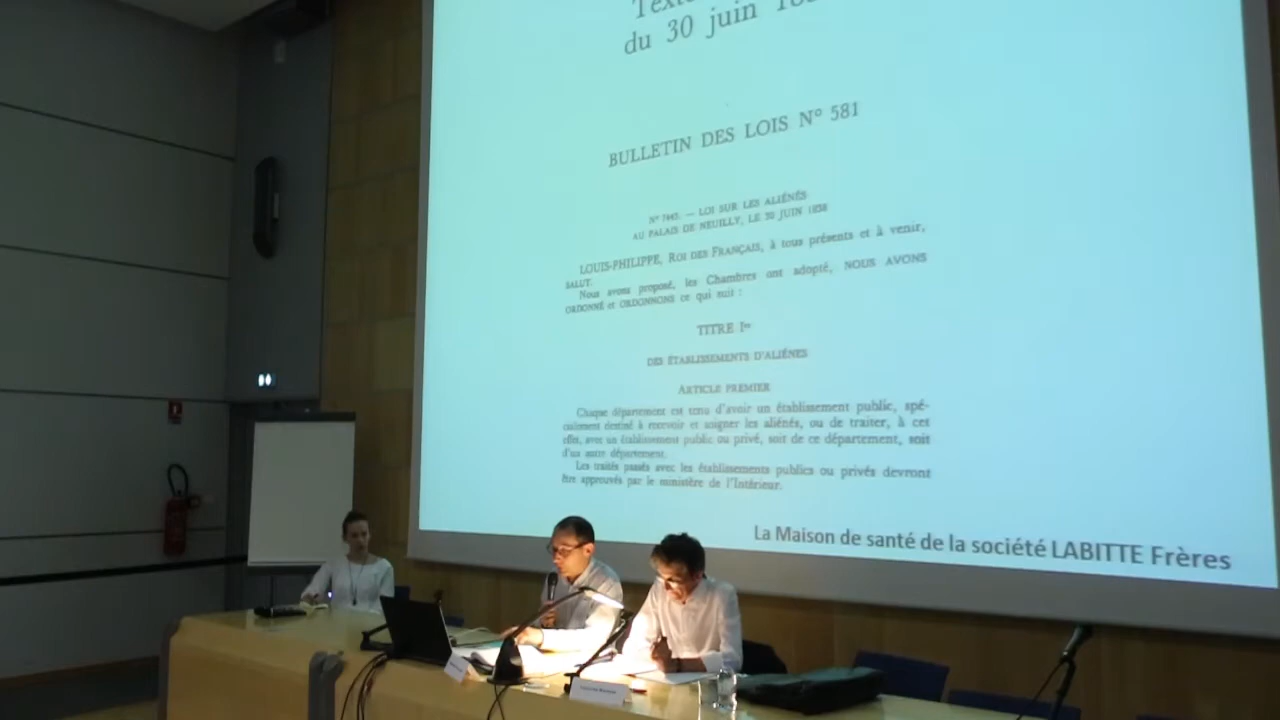 Texte
du 30 juin 183
BULLETIN DES LOIS Nº 581
Nº 7443. — LOI SUR LES ALIÉNÉS
AU PALAIS DE NEUILLY, LE 30 JUIN 1838
LOUIS-PHILIPPE, ROI DES FRANÇAIS, à tous présents et à venir,
SALUT.
Nous avons proposé, les Chambres ont adopté, NOUS AVONS
ORDONNÉ et ORDONNONS ce qui suit :
TITRE Ier
DES ÉTABLISSEMENTS D'ALIÉNÉS
ARTICLE PREMIER
Chaque département est tenu d'avoir un établissement public, spé-
cialement destiné à recevoir et soigner les aliénés, ou de traiter, à cet
effet, avec un établissement public ou privé, soit de ce département, soit
d'un autre département.
Les traités passés avec les établissements publics ou privés devront
être approuvés par le ministère de l'Intérieur.
La Maison de santé de la société LABITTE Frères